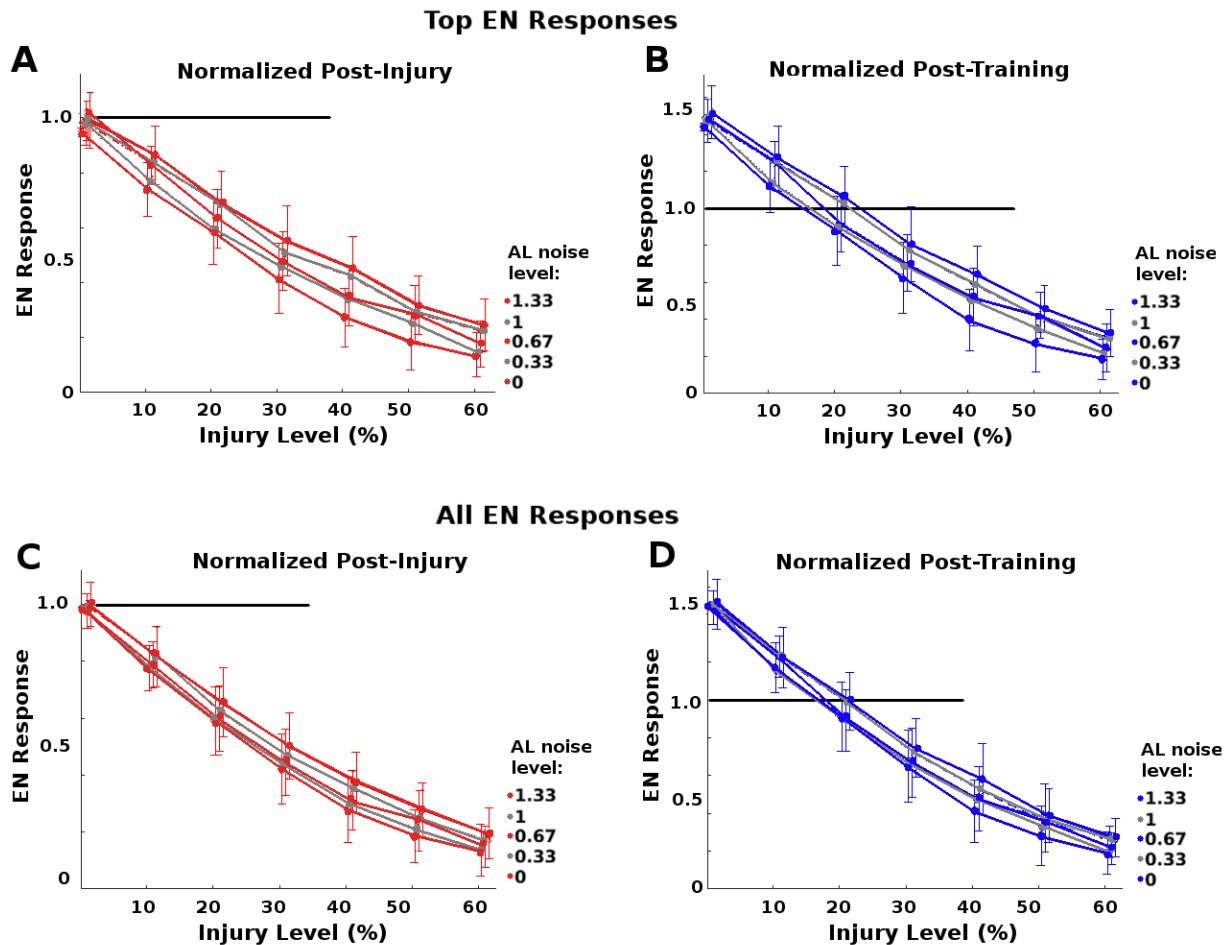 Top EN Responses
A
Normalized Post-Injury
1.0
0.5
0
EN Response
10 20 30 40 50 60
Injury Level (%)
AL noise
level:
1.33
1
0.67
0.33
0
B
Normalized Post-Training
1.5
1.0
0.5
0
EN Response
10 20 30 40 50 60
Injury Level (%)
AL noise
level:
1.33
1
0.67
0.33
0
All EN Responses
C
Normalized Post-Injury
1.0
0.5
0
EN Response
10 20 30 40 50 60
Injury Level (%)
AL noise
level:
1.33
1
0.67
0.33
0
D
Normalized Post-Training
1.5
1.0
0.5
0
EN Response
10 20 30 40 50 60
Injury Level (%)
AL noise
level:
1.33
1
0.67
0.33
0